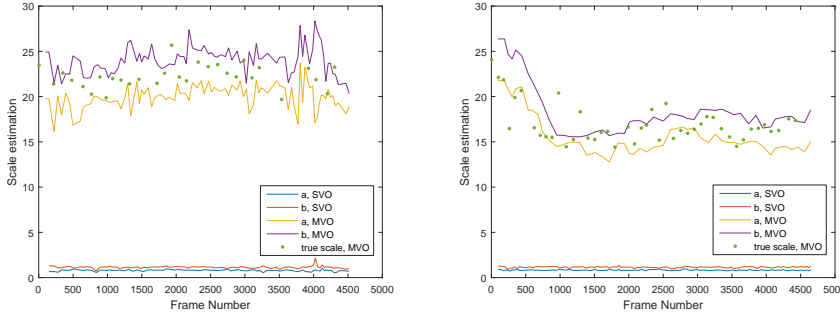 30
25
20
15
10
5
0
Scale estimation
0 500 1000 1500 2000 2500 3000 3500 4000 4500 5000
Frame Number
a, SVO
b, SVO
a, MVO
b, MVO
true scale, MVO
30
25
20
15
10
5
0
Scale estimation
0 500 1000 1500 2000 2500 3000 3500 4000 4500 5000
Frame Number
a, SVO
b, SVO
a, MVO
b, MVO
true scale, MVO